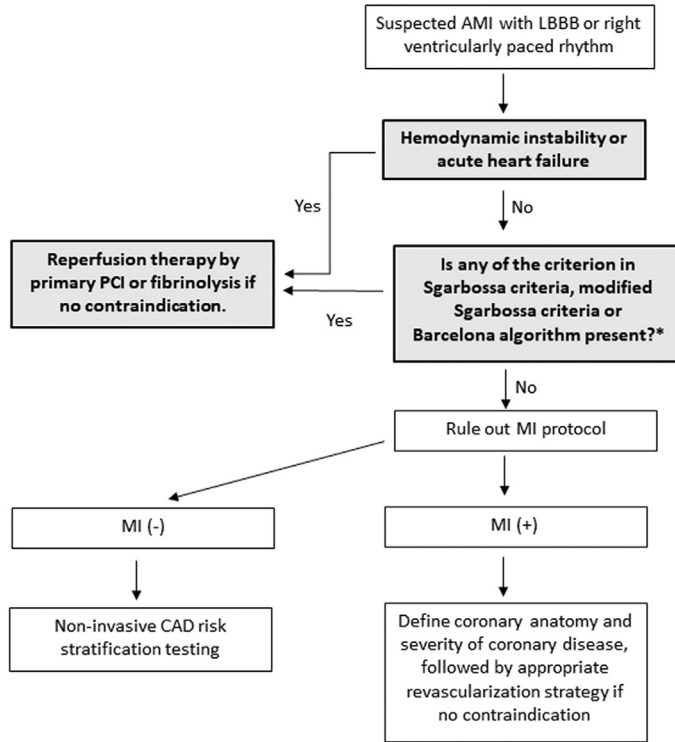 Suspected AMI with LBBB or right
ventricularly paced rhythm
Hemodynamic instability or
acute heart failure
Yes
No
Reperfusion therapy by
primary PCI or fibrinolysis if
no contraindication.
Is any of the criterion in
Sgarbossa criteria, modified
Sgarbossa criteria or
Barcelona algorithm present?*
Yes
No
Rule out MI protocol
MI (-)
MI (+)
Non-invasive CAD risk
stratification testing
Define coronary anatomy and
severity of coronary disease,
followed by appropriate
revascularization strategy if
no contraindication